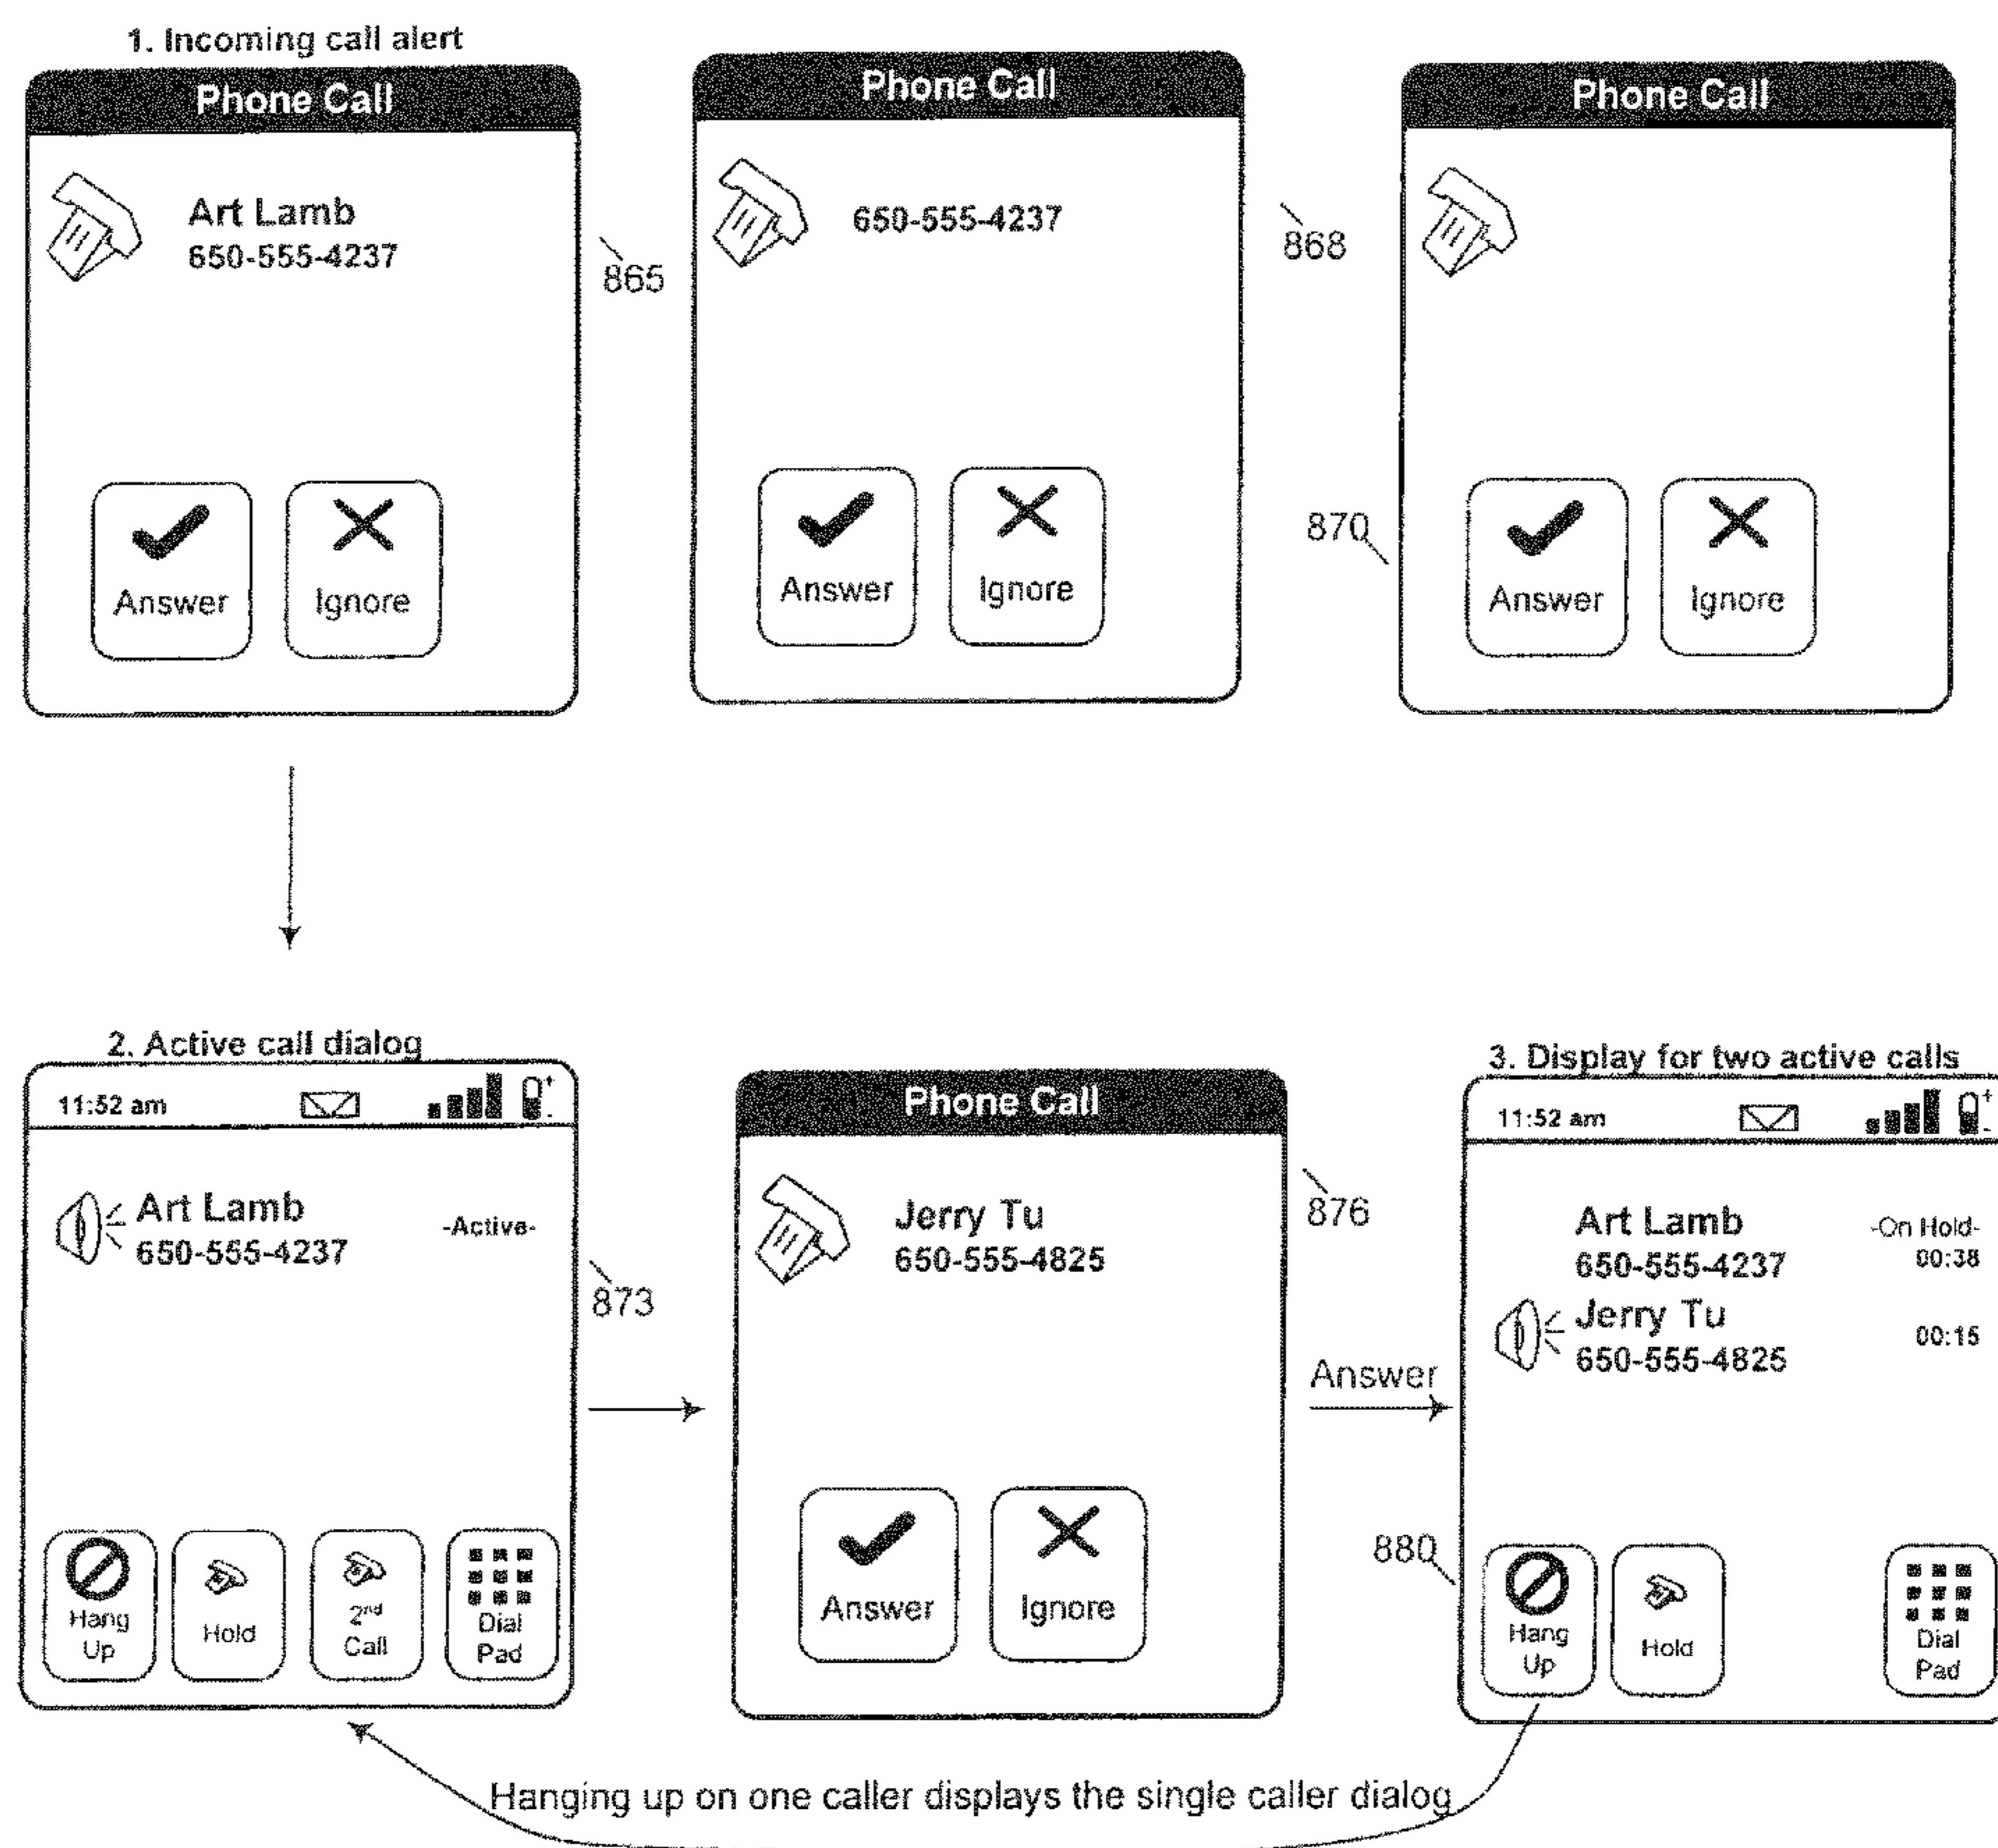 1. Incoming call alert
Phone Call
Art Lamb
650-555-4237
Answer
Ignore
865
Phone Call
650-555-4237
Answer
Ignore
868
Phone Call
870
Answer
Ignore
2. Active call dialog
11:52 am
Art Lamb
650-555-4237
-Active-
Hang
Up
Hold
2nd
Call
Dial
Pad
873
Phone Call
Jerry Tu
650-555-4825
Answer
Ignore
876
Answer
3. Display for two active calls
11:52 am
Art Lamb
-On Hold-
650-555-4237
00:38
Jerry Tu
650-555-4825
00:15
880
Hang
Up
Hold
Dial
Pad
Hanging up on one caller displays the single caller dialog